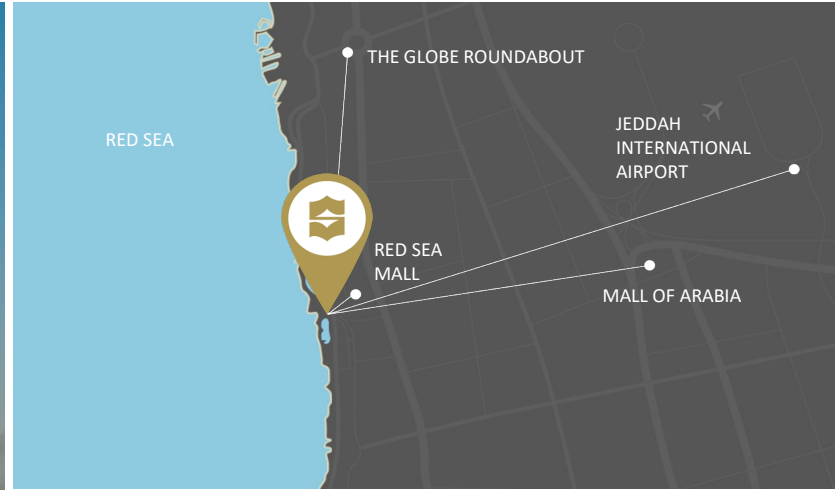 THE GLOBE ROUNDABOUT
RED SEA
JEDDAH
INTERNATIONAL
AIRPORT
RED SEA
MALL
MALL OF ARABIA